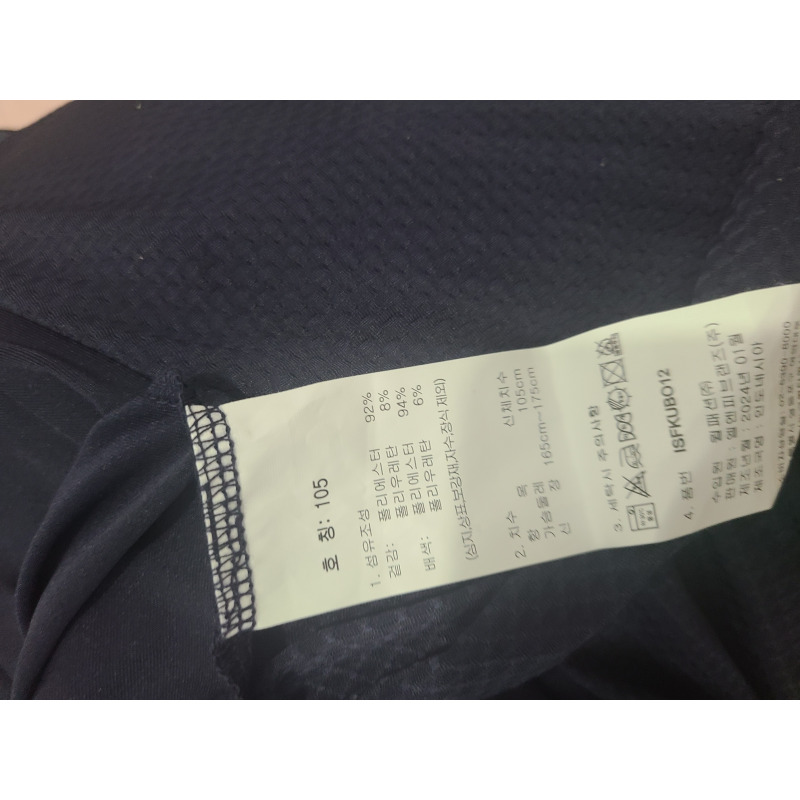 호 칭: 105
1. 섬유조성
겉감: 폴리에스터 92%
폴리우레탄 8%
배색: 폴리에스터 94%
폴리우레탄 6%
(심지,상표,보강재,자수,장식 제외)
2. 치수
항 목 신체치수
가슴둘레 105cm
신 장 165cm~175cm
3. 세탁시 주의사항
4. 품번 ISFKUB012
수입원 : 월패션(주)
판매원 : 엘엔피브랜즈(주)
제조년월 : 2024년 01월
제조국명 : 인도네시아